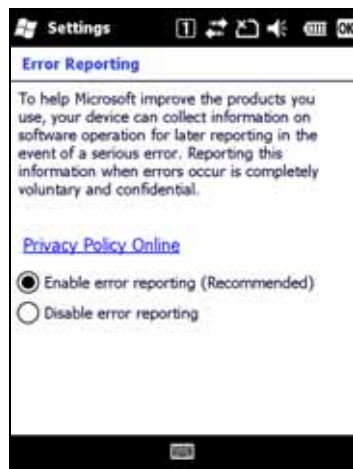 Settings 1 OK
Error Reporting
To help Microsoft improve the products you
use, your device can collect information on
software operation for later reporting in the
event of a serious error. Reporting this
information when errors occur is completely
voluntary and confidential.
Privacy Policy Online
Enable error reporting (Recommended)
Disable error reporting